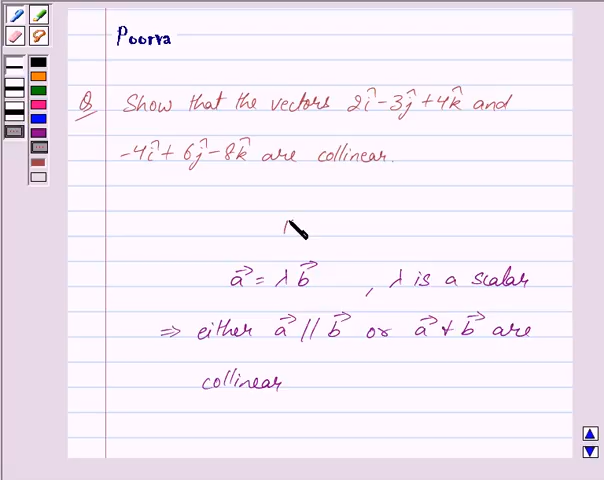 Poorva
Q Show that the vectors 2î - 3ĵ + 4k̂ and
-4î + 6ĵ - 8k̂ are collinear.
a⃗ = λ b⃗ , λ is a scalar
⇒ either a⃗ // b⃗ or a⃗ & b⃗ are
collinear